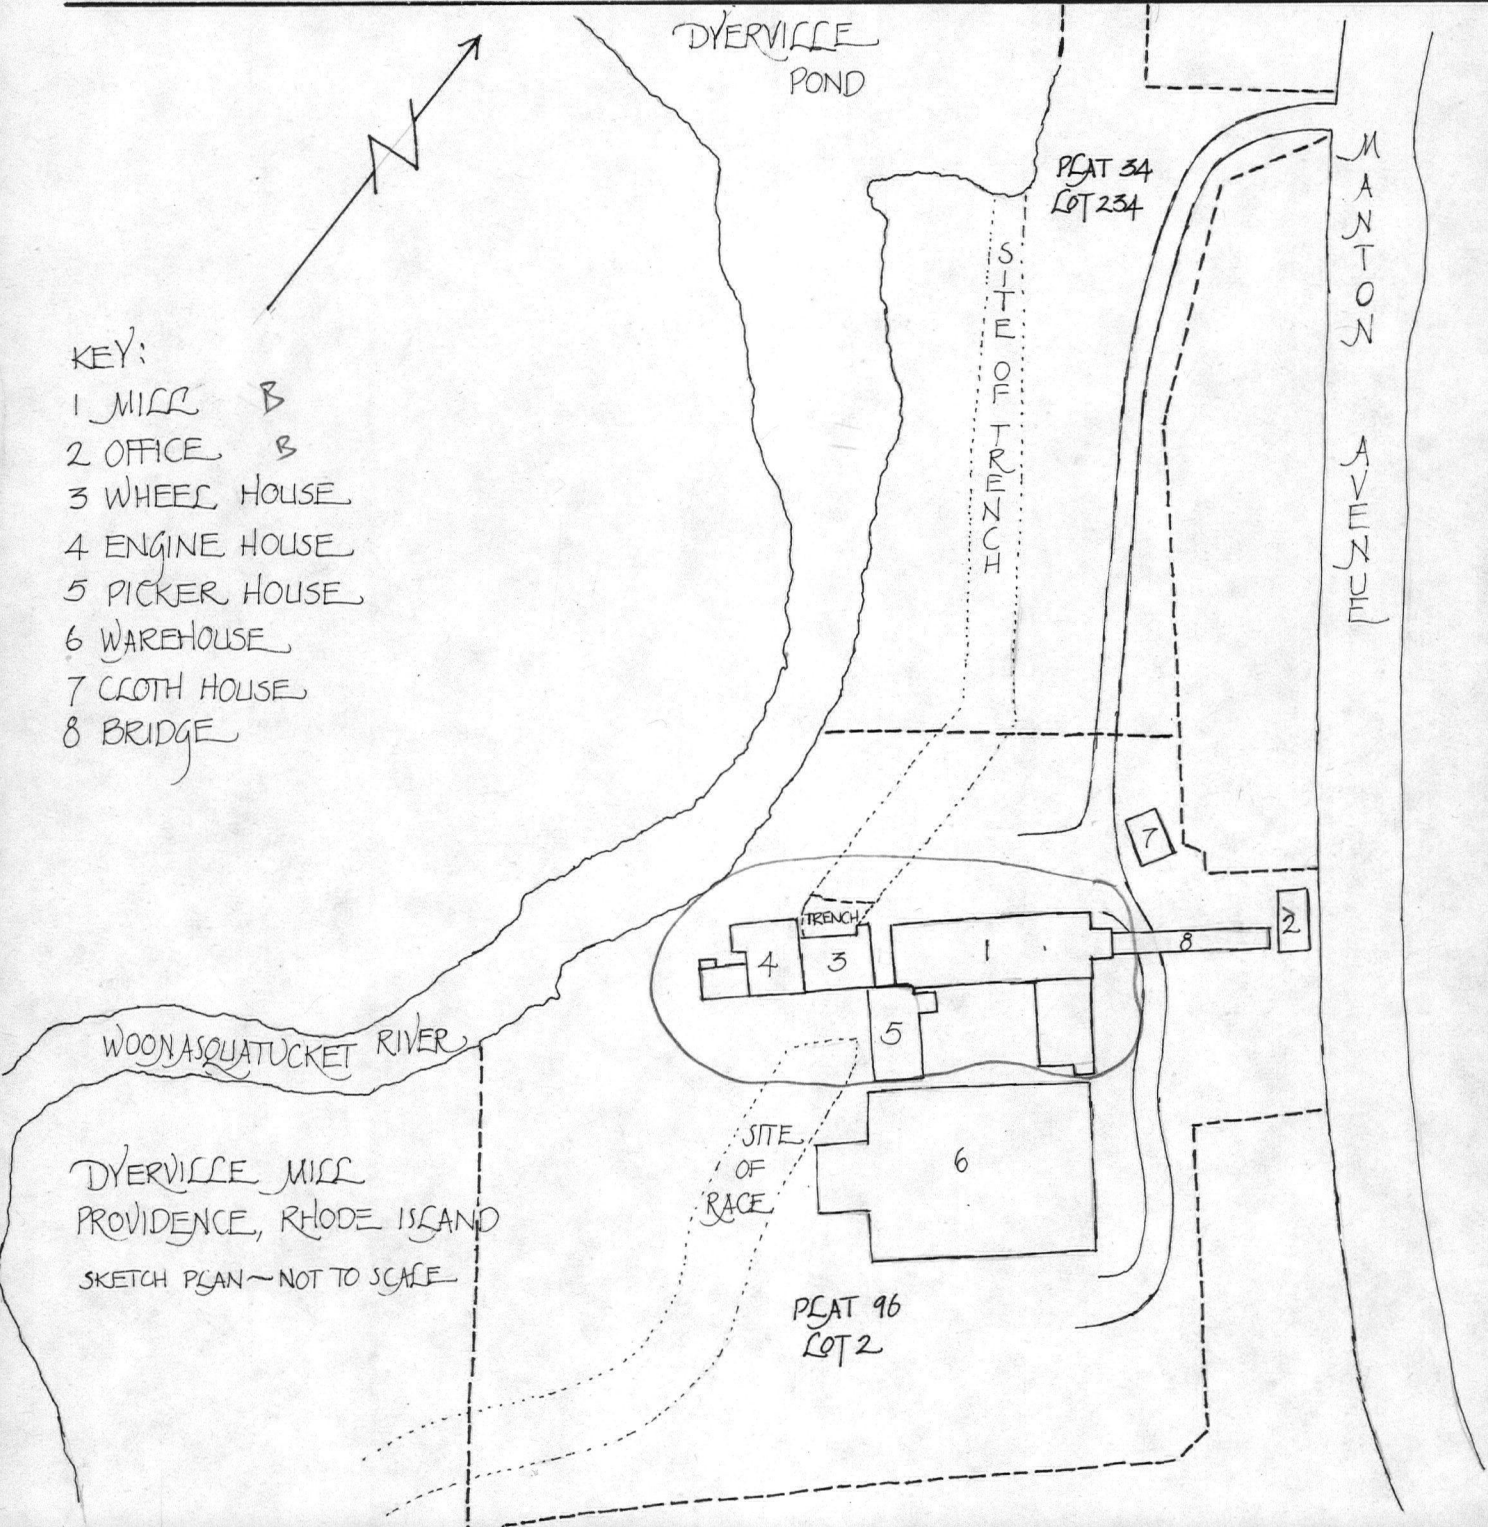 DYERVILLE
POND
N
PLAT 34
LOT 234
MANTON AVENUE
SITE OF TRENCH
KEY:
1 MILL B
2 OFFICE B
3 WHEEL HOUSE
4 ENGINE HOUSE
5 PICKER HOUSE
6 WAREHOUSE
7 CLOTH HOUSE
8 BRIDGE
7
2
TRENCH
8
4
3
1
5
WOONASQUATUCKET RIVER
SITE
OF
RACE
6
DYERVILLE MILL
PROVIDENCE, RHODE ISLAND
SKETCH PLAN~NOT TO SCALE
PLAT 96
LOT 2